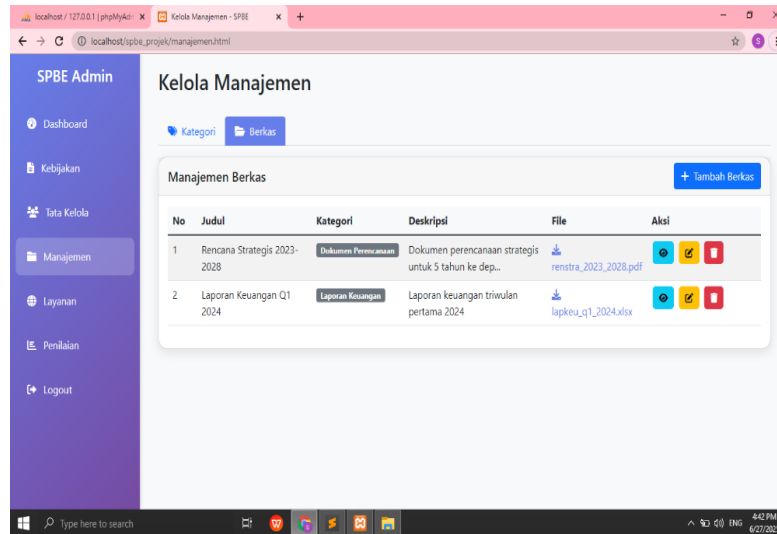 localhost / 127.0.0.1 | phpMyAdm
Kelola Manajemen - SPBE
localhost/spbe_projek/manajemen.html
S
SPBE Admin
Dashboard
Kebijakan
Tata Kelola
Manajemen
Layanan
Penilaian
Logout
Kelola Manajemen
Kategori
Berkas
Manajemen Berkas
+ Tambah Berkas
No Judul Kategori Deskripsi File Aksi
1 Rencana Strategis 2023- Dokumen Perencanaan Dokumen perencanaan strategis
2028 untuk 5 tahun ke dep... renstra_2023_2028.pdf
2 Laporan Keuangan Q1 Laporan Keuangan Laporan keuangan triwulan
2024 pertama 2024 lapkeu_q1_2024.xlsx
Type here to search
ENG
4:42 PM
6/27/202